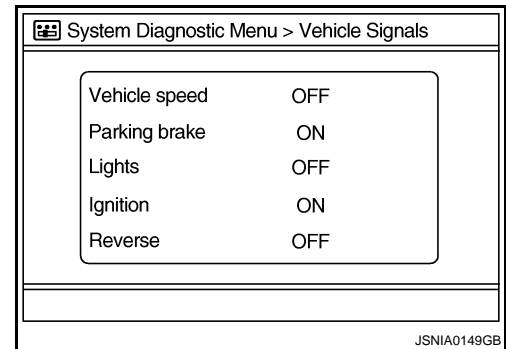 System Diagnostic Menu > Vehicle Signals
Vehicle speed OFF
Parking brake ON
Lights OFF
Ignition ON
Reverse OFF
JSNIA0149GB